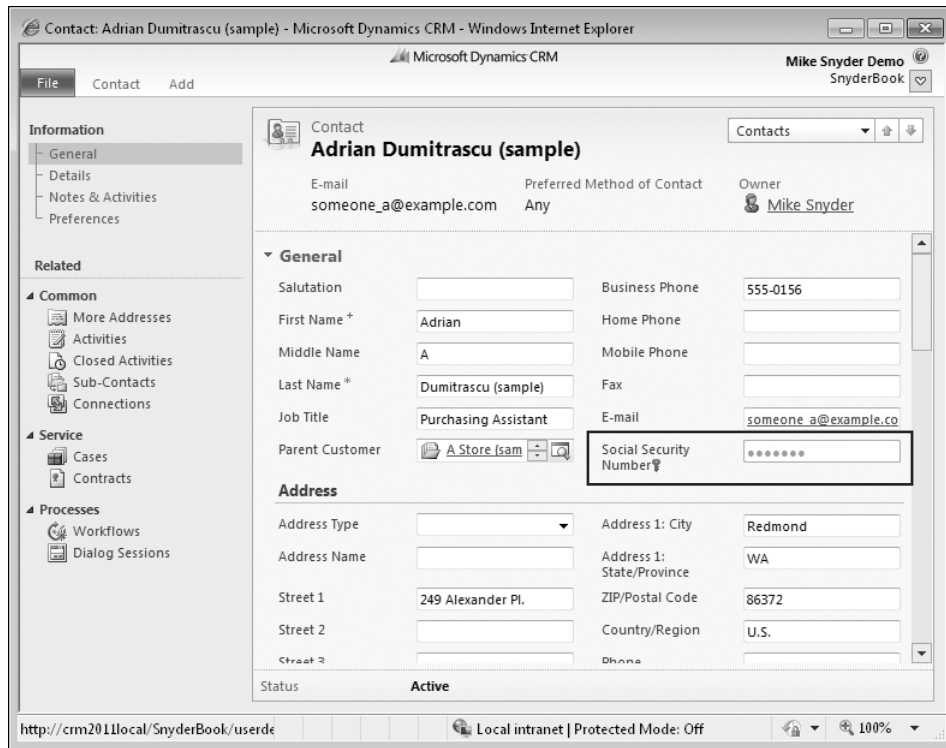 Contact: Adrian Dumitrascu (sample) - Microsoft Dynamics CRM - Windows Internet Explorer
Microsoft Dynamics CRM
Mike Snyder Demo
SnyderBook
File Contact Add
Information
General
Details
Notes & Activities
Preferences
Related
Common
More Addresses
Activities
Closed Activities
Sub-Contacts
Connections
Service
Cases
Contracts
Processes
Workflows
Dialog Sessions
Contact
Adrian Dumitrascu (sample)
Contacts
E-mail Preferred Method of Contact Owner
someone_a@example.com Any Mike Snyder
General
Salutation Business Phone 555-0156
First Name + Adrian Home Phone
Middle Name A Mobile Phone
Last Name * Dumitrascu (sample) Fax
Job Title Purchasing Assistant E-mail someone_a@example.co
Parent Customer A Store (sam Social Security
Number •••••••
Address
Address Type Address 1: City Redmond
Address Name Address 1:
State/Province WA
Street 1 249 Alexander Pl. ZIP/Postal Code 86372
Street 2 Country/Region U.S.
Street 3 Phone
Status Active
http://crm2011local/SnyderBook/userde Local intranet | Protected Mode: Off 100%